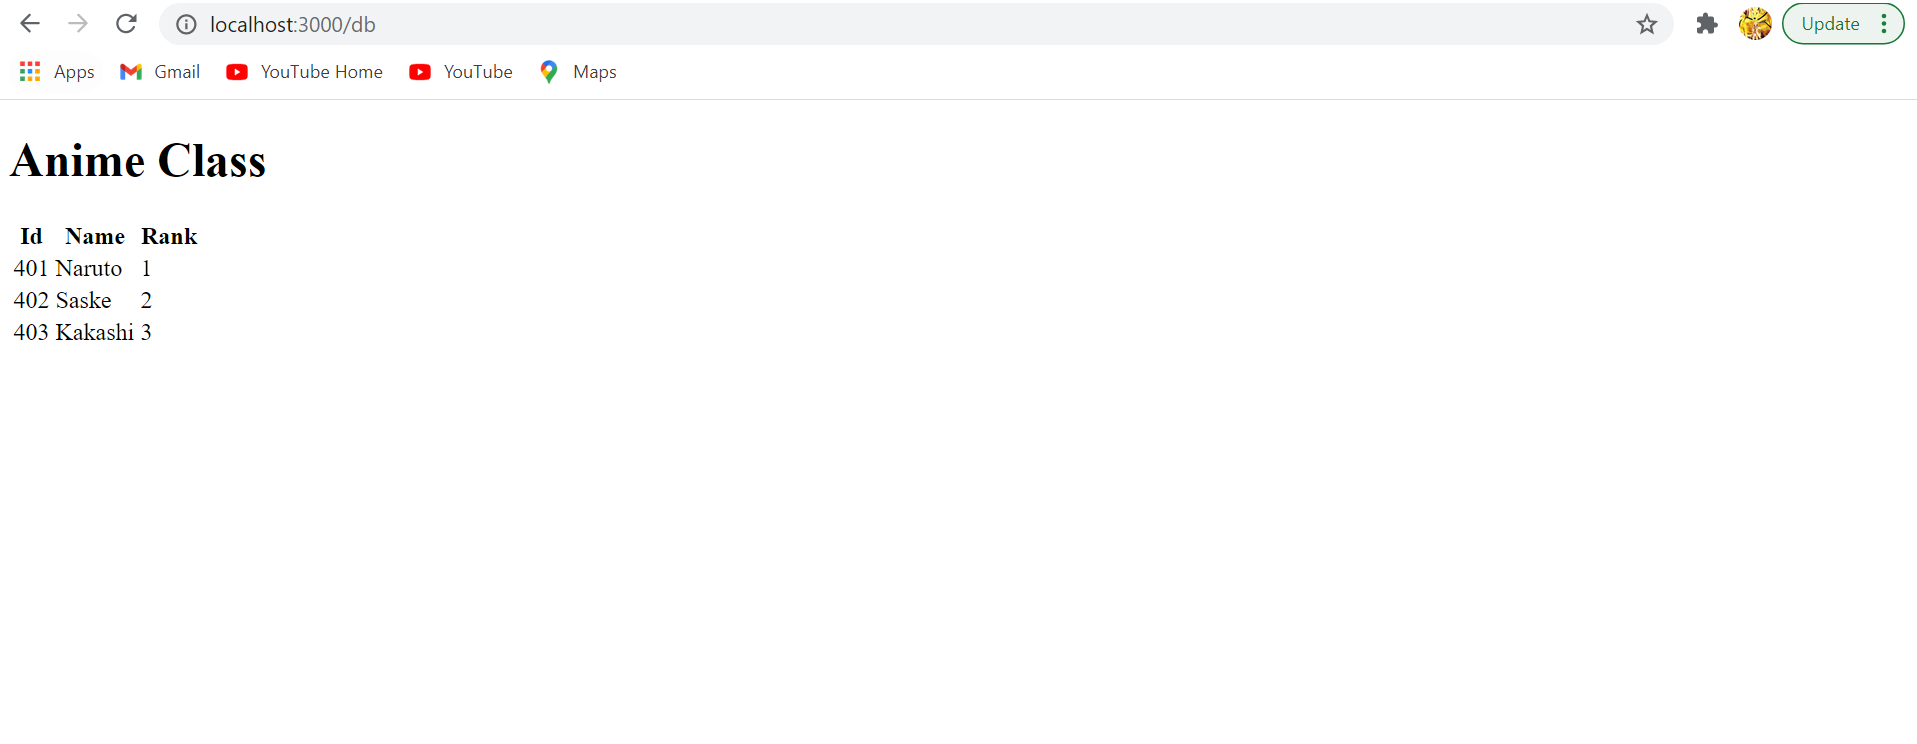 localhost:3000/db
Update
Apps Gmail YouTube Home YouTube Maps
Anime Class
Id Name Rank
401 Naruto 1
402 Saske 2
403 Kakashi 3